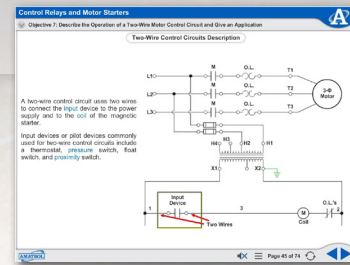 Control Relays and Motor Starters
Objective 7: Describe the Operation of a Two-Wire Motor Control Circuit and Give an Application
Two-Wire Control Circuits Description
A two-wire control circuit uses two wires
to connect the input device to the power
supply and to the coil of the magnetic
starter.
Input devices or pilot devices commonly
used for two-wire control circuits include
a thermostat, pressure switch, float
switch, and proximity switch.
M O.L. T1
L1
M O.L. T2
L2
3-Φ
Motor
M O.L. T3
L3
H4 H3 H2 H1
X1 X2
Input
Device
1 3 M 2
O.L.'s
Coil
Two Wires
AMATROL
Page 45 of 74